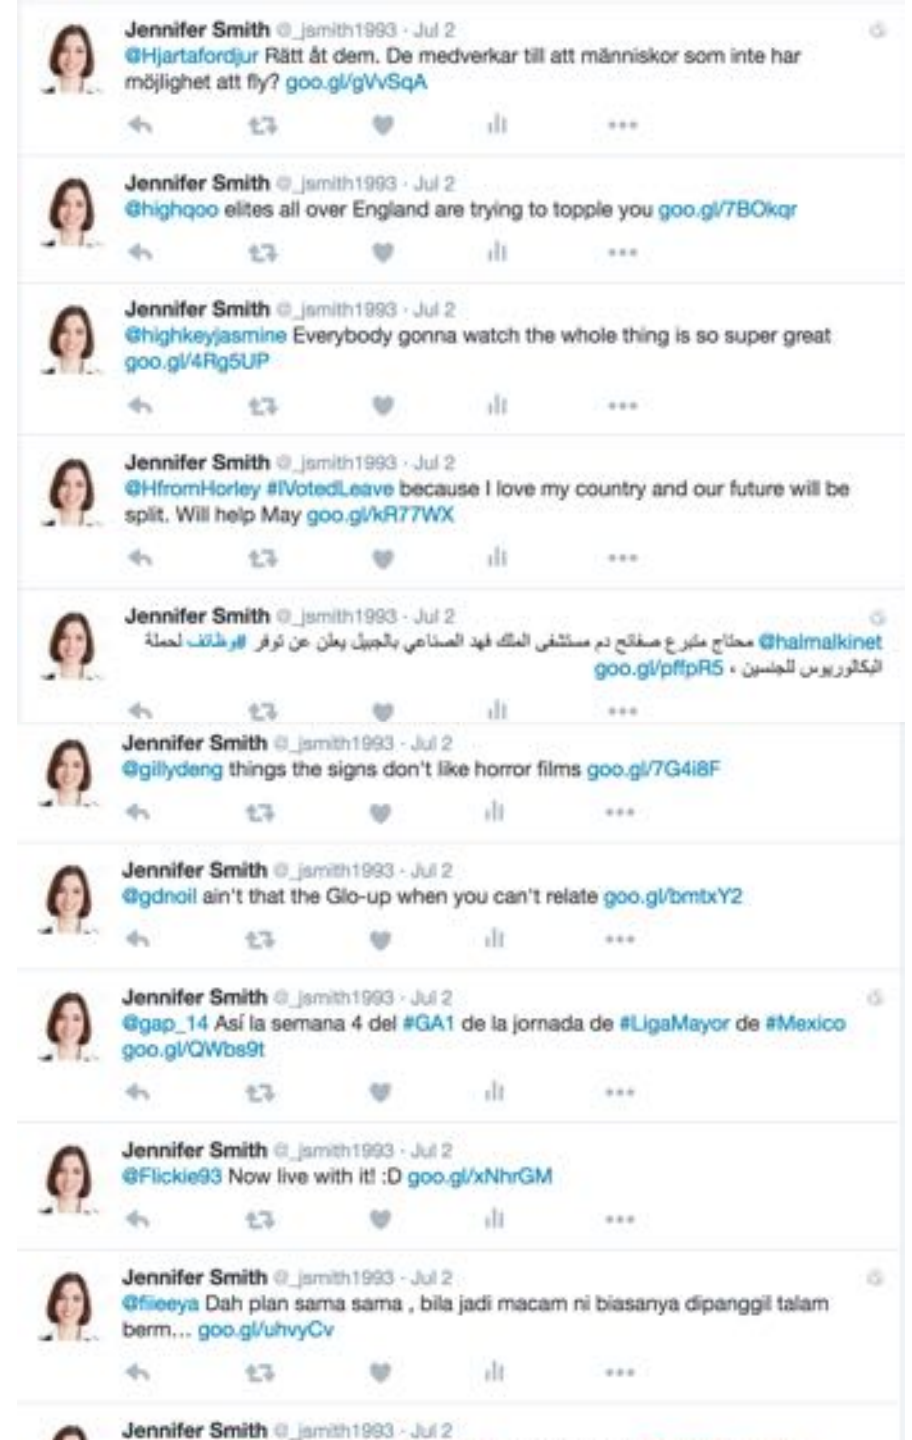 Jennifer Smith @_jsmith1993 · Jul 2
@Hjartafordjur Rätt åt dem. De medverkar till att människor som inte har
möjlighet att fly? goo.gl/gVvSqA
Jennifer Smith @_jsmith1993 · Jul 2
@highqoo elites all over England are trying to topple you goo.gl/7BOkqr
Jennifer Smith @_jsmith1993 · Jul 2
@highkeyjasmine Everybody gonna watch the whole thing is so super great
goo.gl/4Rg5UP
Jennifer Smith @_jsmith1993 · Jul 2
@HfromHorley #IVotedLeave because I love my country and our future will be
split. Will help May goo.gl/kR77WX
Jennifer Smith @_jsmith1993 · Jul 2
@halmalkinet محتاج متبرع صفائح دم مستشفى الملك فهد الصناعي بالجبيل يعلن عن توفر #وظائف لحملة
البكالوريوس للجنسين ، goo.gl/pffpR5
Jennifer Smith @_jsmith1993 · Jul 2
@gillydeng things the signs don't like horror films goo.gl/7G4i8F
Jennifer Smith @_jsmith1993 · Jul 2
@gdnoil ain't that the Glo-up when you can't relate goo.gl/bmtxY2
Jennifer Smith @_jsmith1993 · Jul 2
@gap_14 Así la semana 4 del #GA1 de la jornada de #LigaMayor de #Mexico
goo.gl/QWbs9t
Jennifer Smith @_jsmith1993 · Jul 2
@Flickie93 Now live with it! :D goo.gl/xNhrGM
Jennifer Smith @_jsmith1993 · Jul 2
@fiieeya Dah plan sama sama , bila jadi macam ni biasanya dipanggil talam
berm... goo.gl/uhvyCv
Jennifer Smith @_jsmith1993 · Jul 2